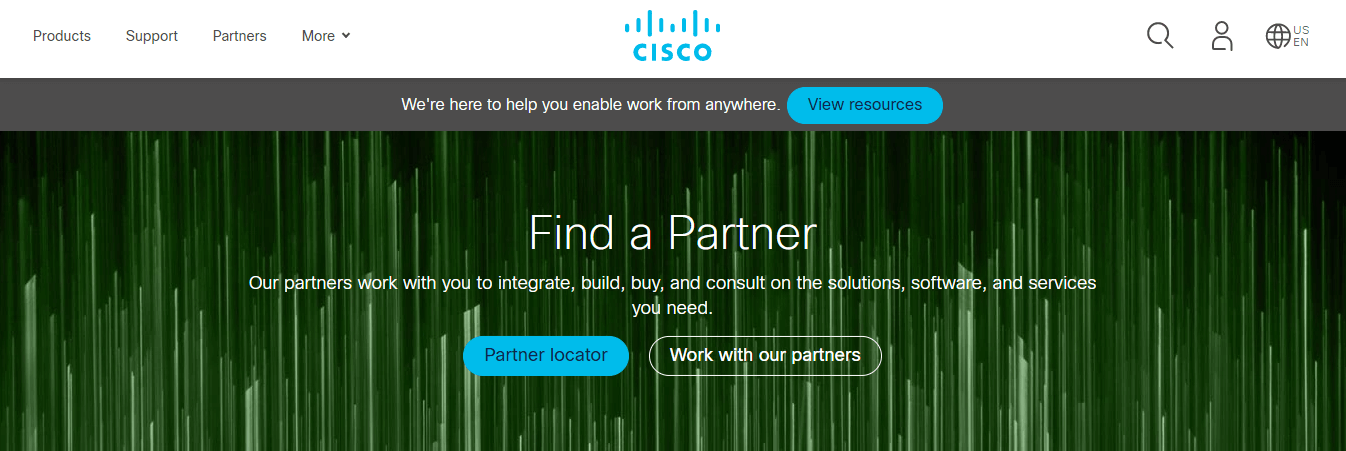 Products Support Partners More
CISCO
US
EN
We're here to help you enable work from anywhere. View resources
Find a Partner
Our partners work with you to integrate, build, buy, and consult on the solutions, software, and services
you need.
Partner locator Work with our partners